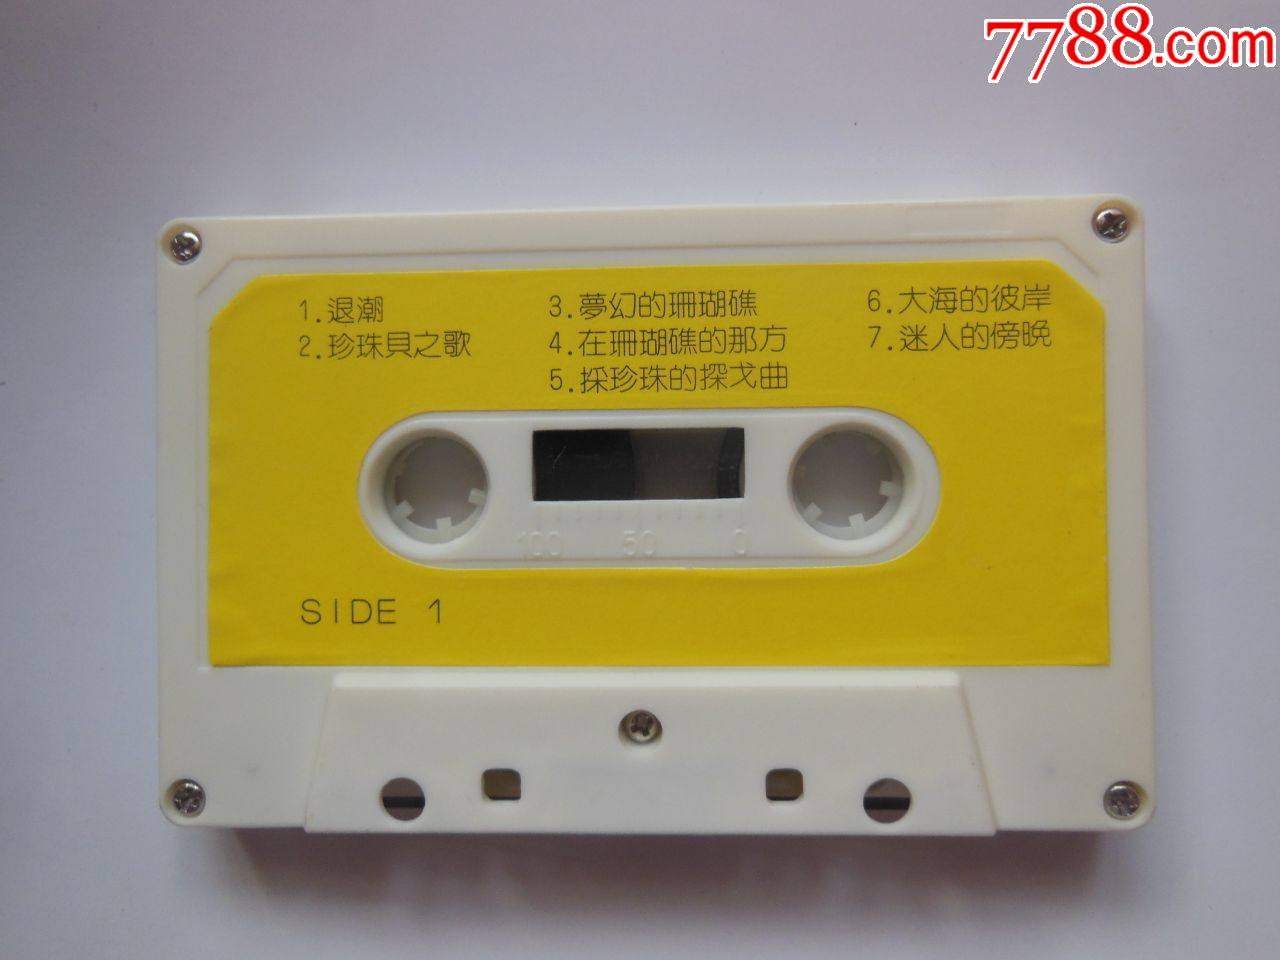 7788.com
1.退潮
2.珍珠貝之歌
3.夢幻的珊瑚礁
4.在珊瑚礁的那方
5.採珍珠的探戈曲
6.大海的彼岸
7.迷人的傍晚
100 50 0
SIDE 1